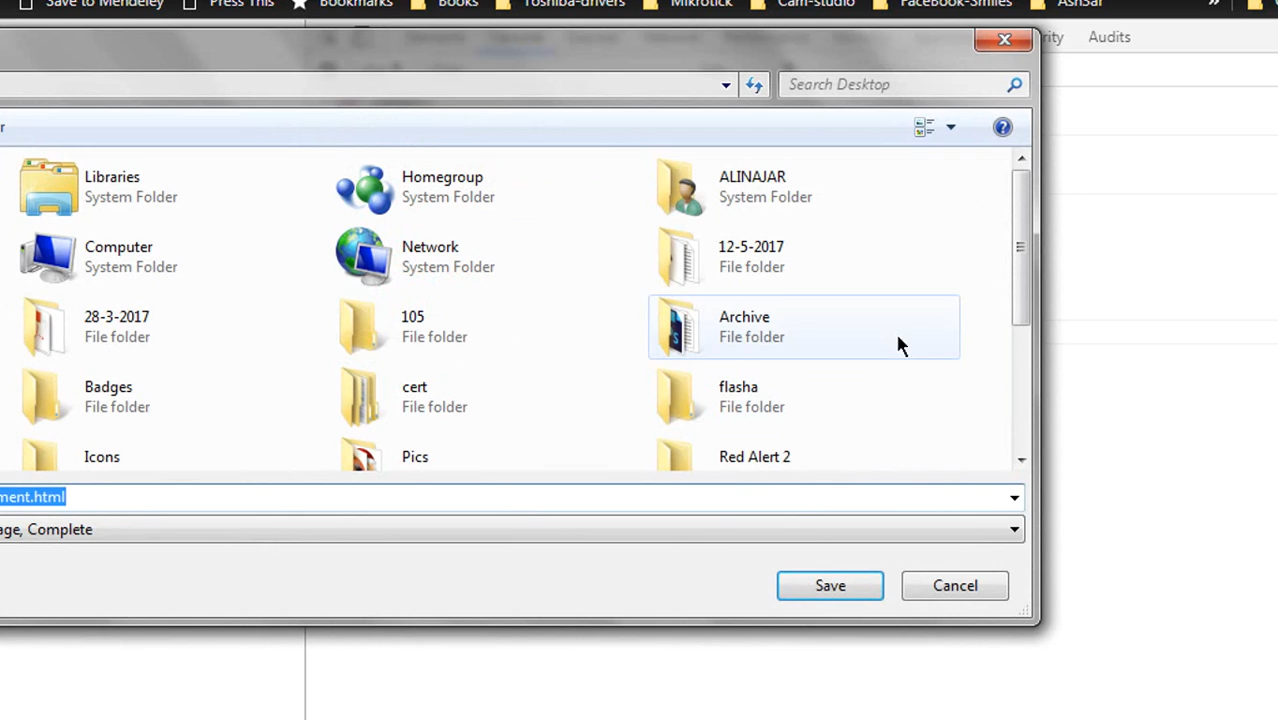 Save to Mendeley Press This Bookmarks Books Toshiba-drivers Mikrotick Cam-studio FaceBook-Smiles AshSar »
Audits
Search Desktop
Libraries
System Folder
Homegroup
System Folder
ALINAJAR
System Folder
Computer
System Folder
Network
System Folder
12-5-2017
File folder
28-3-2017
File folder
105
File folder
Archive
File folder
Badges
File folder
cert
File folder
flasha
File folder
Icons
Pics
Red Alert 2
ment.html
age, Complete
Save Cancel